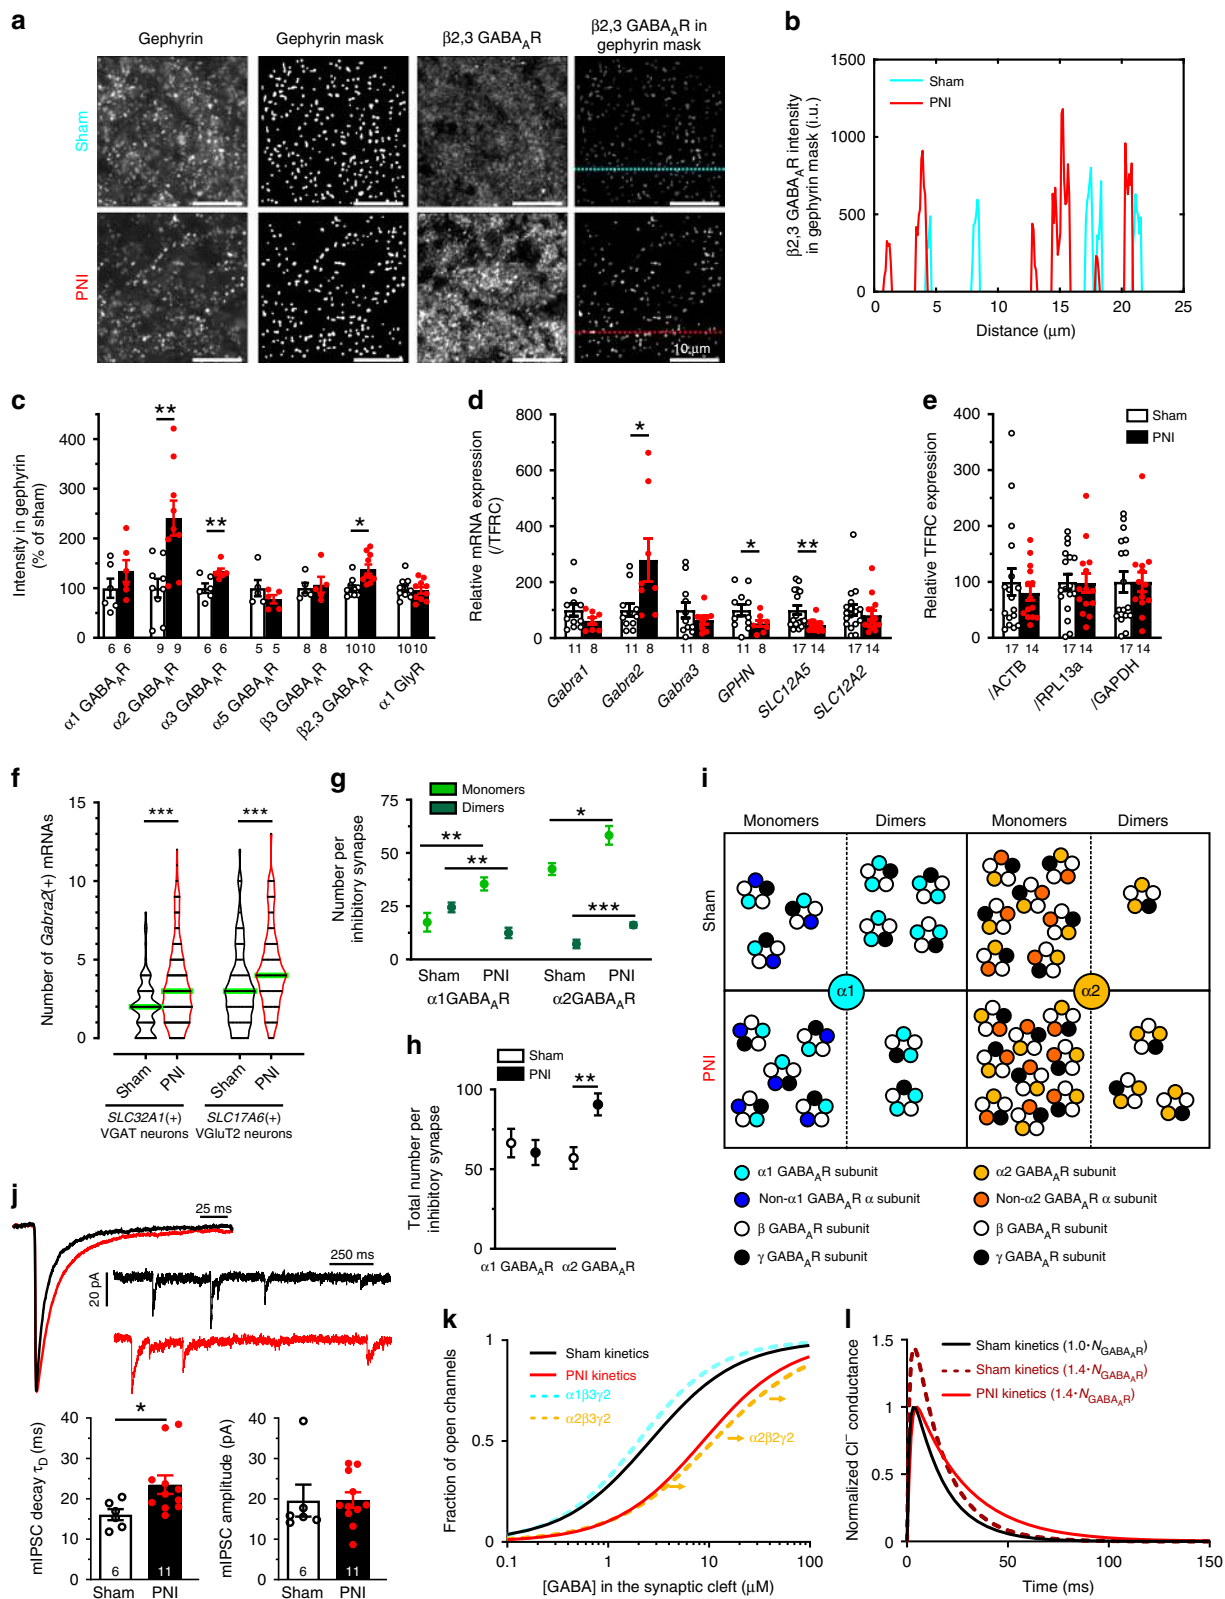 a
Gephyrin
Gephyrin mask
β2,3 GABAAR
β2,3 GABAAR in
gephyrin mask
Sham
PNI
10 μm
b
β2,3 GABAAR intensity
in gephyrin mask (i.u.)
1500
1000
500
0
Sham
PNI
0 5 10 15 20 25
Distance (μm)
c
Intensity in gephyrin
(% of sham)
400
300
200
100
0
** ** *
6 6 9 9 6 6 5 5 8 8 10 10 10 10
α1 GABAAR
α2 GABAAR
α3 GABAAR
α5 GABAAR
β3 GABAAR
β2,3 GABAAR
α1 GlyR
d
Relative mRNA expression
(/TFRC)
800
600
400
200
0
* * **
11 8 11 8 11 8 11 8 17 14 17 14
Gabra1
Gabra2
Gabra3
GPHN
SLC12A5
SLC12A2
e
Relative TFRC expression
400
300
200
100
0
Sham
PNI
17 14 17 14 17 14
/ACTB
/RPL13a
/GAPDH
f
Number of Gabra2(+) mRNAs
15
10
5
0
*** ***
Sham PNI Sham PNI
SLC32A1(+)
VGAT neurons
SLC17A6(+)
VGluT2 neurons
g
Monomers
Dimers
Number per
inhibitory synapse
75
50
25
0
** ** * ***
Sham PNI Sham PNI
α1GABAAR α2GABAAR
h
Sham
PNI
**
Total number per
inhibitory synapse
100
50
0
α1 GABAAR α2 GABAAR
i
Monomers Dimers Monomers Dimers
Sham
PNI
α1
α2
α1 GABAAR subunit
Non-α1 GABAAR α subunit
β GABAAR subunit
γ GABAAR subunit
α2 GABAAR subunit
Non-α2 GABAAR α subunit
β GABAAR subunit
γ GABAAR subunit
j
25 ms
250 ms
20 pA
mIPSC decay τD (ms)
40
30
20
10
0
*
6 11
Sham PNI
mIPSC amplitude (pA)
40
30
20
10
0
6 11
Sham PNI
k
Fraction of open channels
1
0.5
0
Sham kinetics
PNI kinetics
α1β3γ2
α2β3γ2
α2β2γ2
0.1 1 10 100
[GABA] in the synaptic cleft (μM)
l
Normalized Cl− conductance
1.5
1
0.5
0
Sham kinetics (1.0·NGABAAR)
Sham kinetics (1.4·NGABAAR)
PNI kinetics (1.4·NGABAAR)
0 50 100 150
Time (ms)